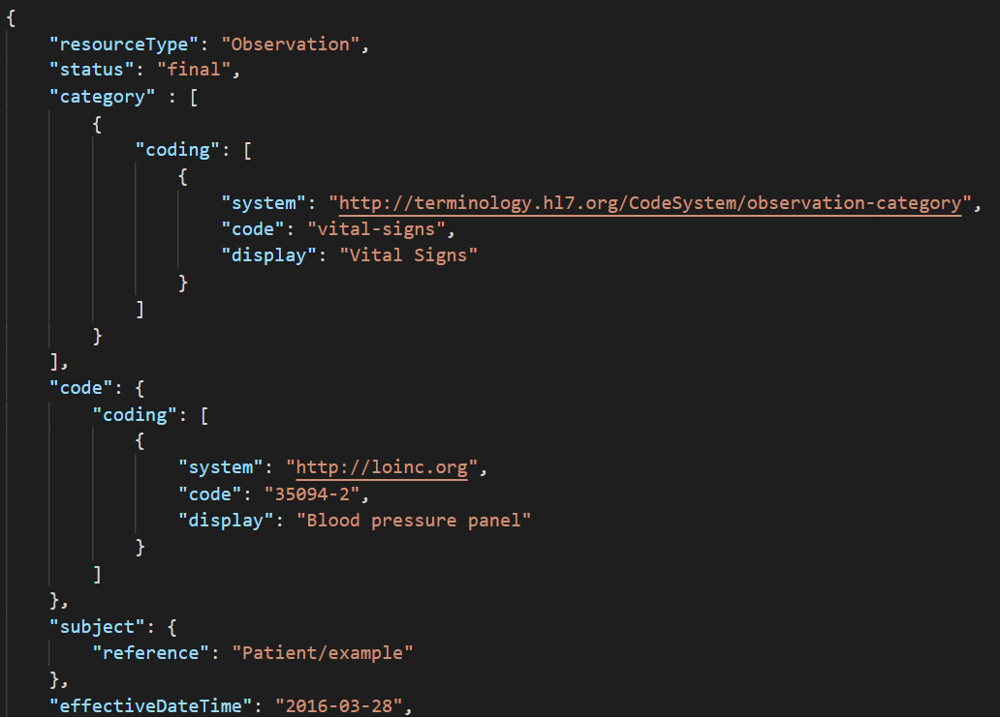 {
    "resourceType": "Observation",
    "status": "final",
    "category" : [
        {
            "coding": [
                {
                    "system": "http://terminology.hl7.org/CodeSystem/observation-category",
                    "code": "vital-signs",
                    "display": "Vital Signs"
                }
            ]
        }
    ],
    "code": {
        "coding": [
            {
                "system": "http://loinc.org",
                "code": "35094-2",
                "display": "Blood pressure panel"
            }
        ]
    },
    "subject": {
        "reference": "Patient/example"
    },
    "effectiveDateTime": "2016-03-28",